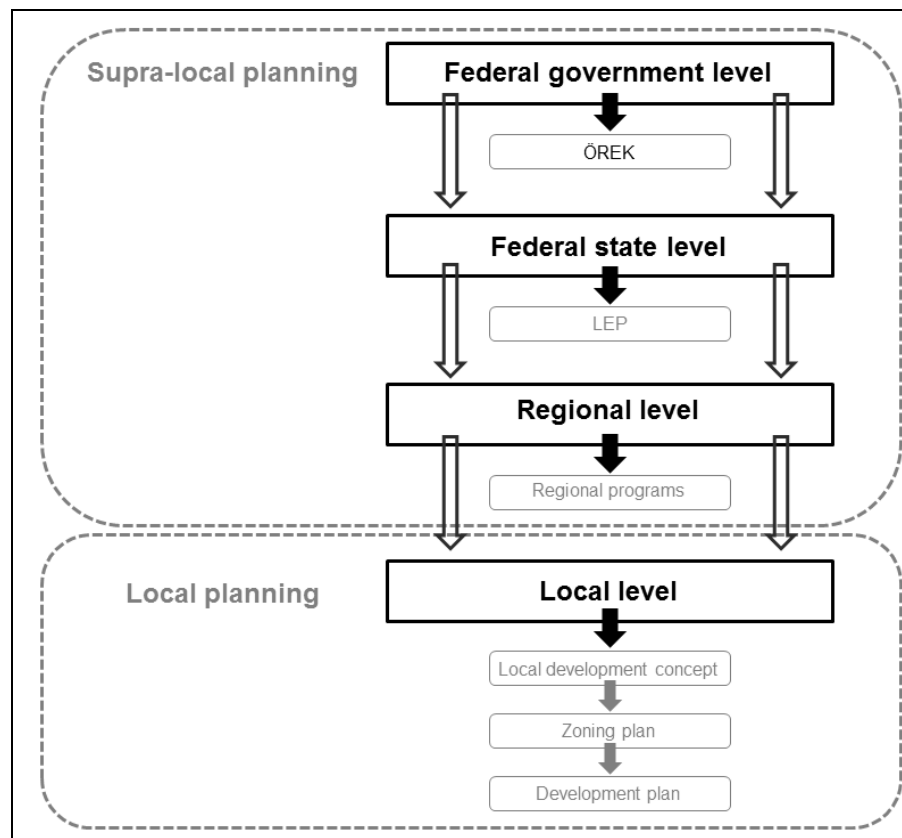 Supra-local planning
Federal government level
ÖREK
Federal state level
LEP
Regional level
Regional programs
Local planning
Local level
Local development concept
Zoning plan
Development plan